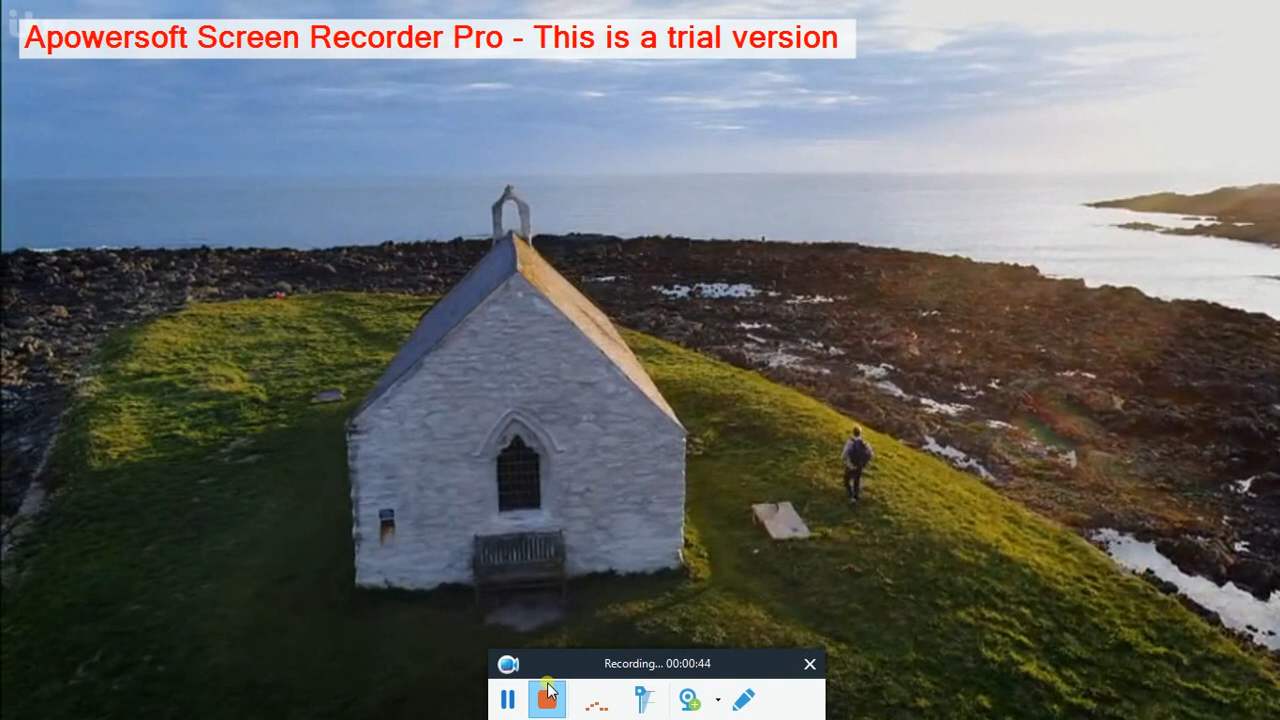 Apowersoft Screen Recorder Pro - This is a trial version
Recording... 00:00:44